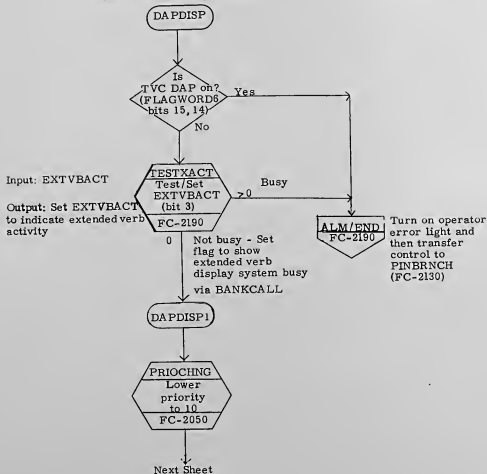 DAPDISP
Is
TVC DAP on?
(FLAGWORD6
bits 15, 14)
Yes
No
Input: EXTVBACT
Output: Set EXTVBACT
to indicate extended verb
activity
TESTXACT
Test/Set
EXTVBACT
(bit 3)
FC-2190
>0
Busy
ALM/END
FC-2190
Turn on operator
error light and
then transfer
control to
PINBRNCH
(FC-2130)
0
Not busy - Set
flag to show
extended verb
display system busy
via BANKCALL
DAPDISP1
PRIOCHNG
Lower
priority
to 10
FC-2050
Next Sheet